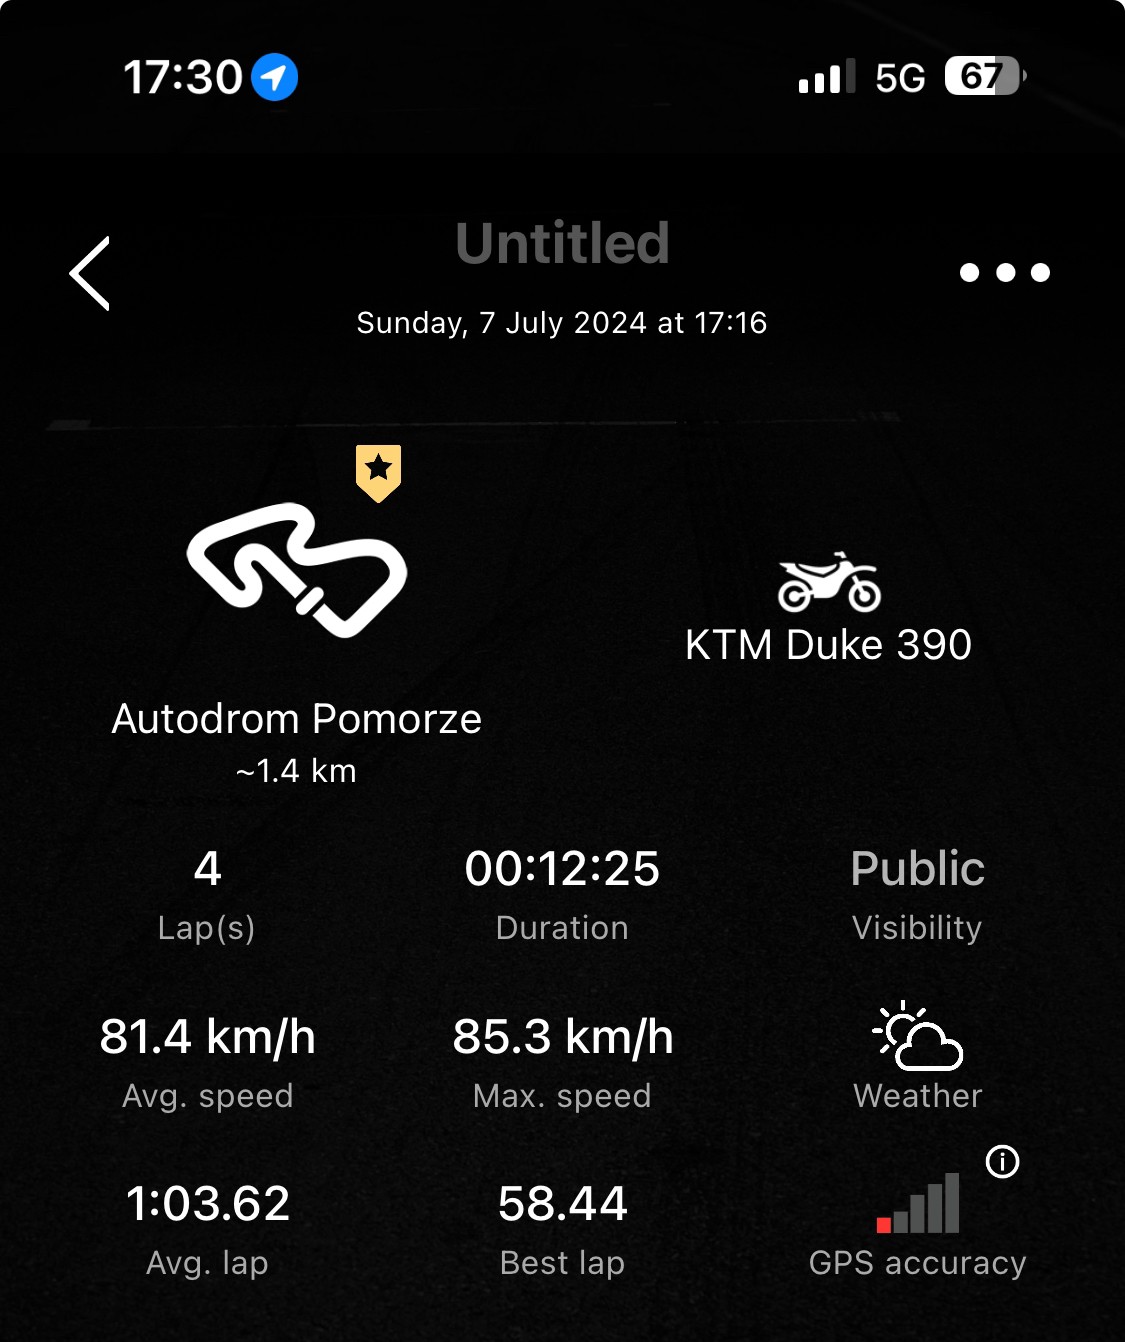 17:30 5G 67
Untitled
Sunday, 7 July 2024 at 17:16
KTM Duke 390
Autodrom Pomorze
~1.4 km
4 00:12:25 Public
Lap(s) Duration Visibility
81.4 km/h 85.3 km/h
Avg. speed Max. speed Weather
1:03.62 58.44
Avg. lap Best lap GPS accuracy